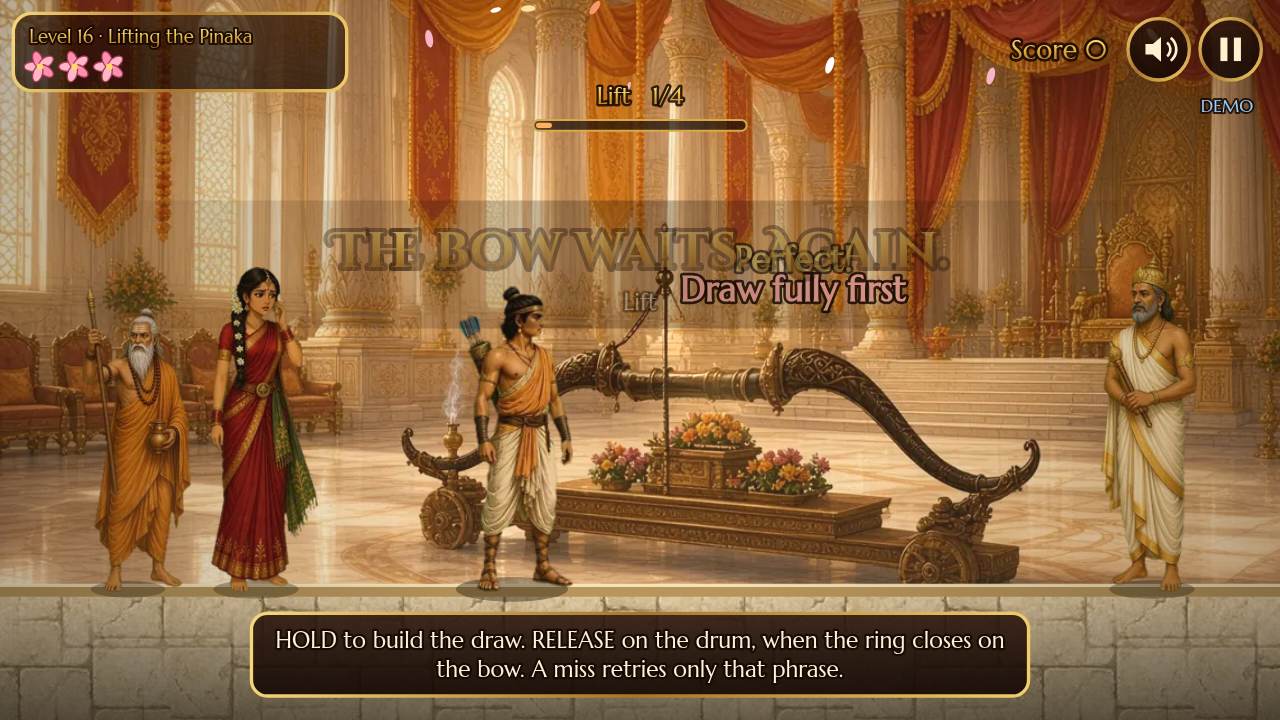 Level 16 · Lifting the Pinaka
Score 0
DEMO
Lift 1/4
THE BOW WAITS. AGAIN.
Perfect!
Draw fully first
Lift
HOLD to build the draw. RELEASE on the drum, when the ring closes on
the bow. A miss retries only that phrase.